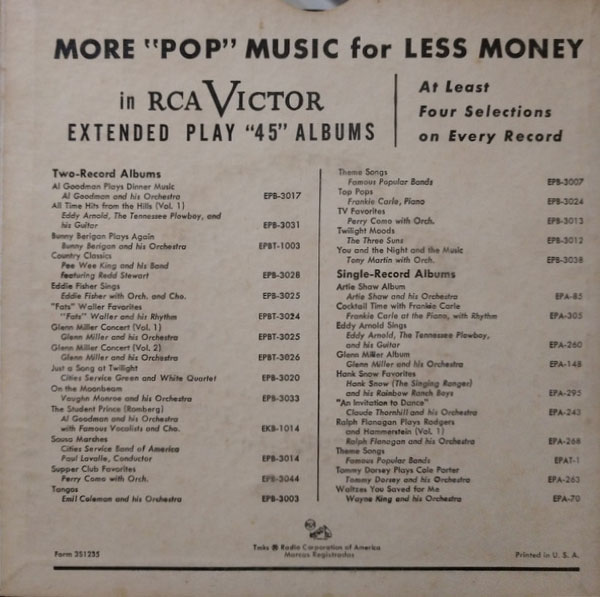 MORE "POP" MUSIC for LESS MONEY
in RCA VICTOR
EXTENDED PLAY "45" ALBUMS
At Least
Four Selections
on Every Record
Two-Record Albums
Al Goodman Plays Dinner Music
Al Goodman and his Orchestra EPB-3017
All Time Hits from the Hills (Vol. 1)
Eddy Arnold, The Tennessee Plowboy, and
his Guitar EPB-3031
Bunny Berigan Plays Again
Bunny Berigan and his Orchestra EPBT-1003
Country Classics
Pee Wee King and his Band
featuring Redd Stewart EPB-3028
Eddie Fisher Sings
Eddie Fisher with Orch. and Cho. EPB-3025
"Fats" Waller Favorites
"Fats" Waller and his Rhythm EPBT-3024
Glenn Miller Concert (Vol. 1)
Glenn Miller and his Orchestra EPBT-3025
Glenn Miller Concert (Vol. 2)
Glenn Miller and his Orchestra EPBT-3026
Just a Song at Twilight
Cities Service Green and White Quartet EPB-3020
On the Moonbeam
Vaughn Monroe and his Orchestra EPB-3033
The Student Prince (Romberg)
Al Goodman and his Orchestra
with Famous Vocalists and Cho. EKB-1014
Sousa Marches
Cities Service Band of America
Paul Lavalle, Conductor EPB-3014
Supper Club Favorites
Perry Como with Orch. EPB-3044
Tangos
Emil Coleman and his Orchestra EPB-3003
Theme Songs
Famous Popular Bands EPB-3007
Top Pops
Frankie Carle, Piano EPB-3024
TV Favorites
Perry Como with Orch. EPB-3013
Twilight Moods
The Three Suns EPB-3012
You and the Night and the Music
Tony Martin with Orch. EPB-3038
Single-Record Albums
Artie Shaw Album
Artie Shaw and his Orchestra EPA-85
Cocktail Time with Frankie Carle
Frankie Carle at the Piano, with Rhythm EPA-305
Eddy Arnold Sings
Eddy Arnold, The Tennessee Plowboy,
and his Guitar EPA-260
Glenn Miller Album
Glenn Miller and his Orchestra EPA-148
Hank Snow Favorites
Hank Snow (The Singing Ranger)
and his Rainbow Ranch Boys EPA-295
"An Invitation to Dance"
Claude Thornhill and his Orchestra EPA-243
Ralph Flanagan Plays Rodgers
and Hammerstein (Vol. 1)
Ralph Flanagan and his Orchestra EPA-268
Theme Songs
Famous Popular Bands EPAT-1
Tommy Dorsey Plays Cole Porter
Tommy Dorsey and his Orchestra EPA-263
Waltzes You Saved for Me
Wayne King and his Orchestra EPA-70
RCA
Form 2S1235
Tmks ® Radio Corporation of America
Marcas Registradas
Printed in U. S. A.